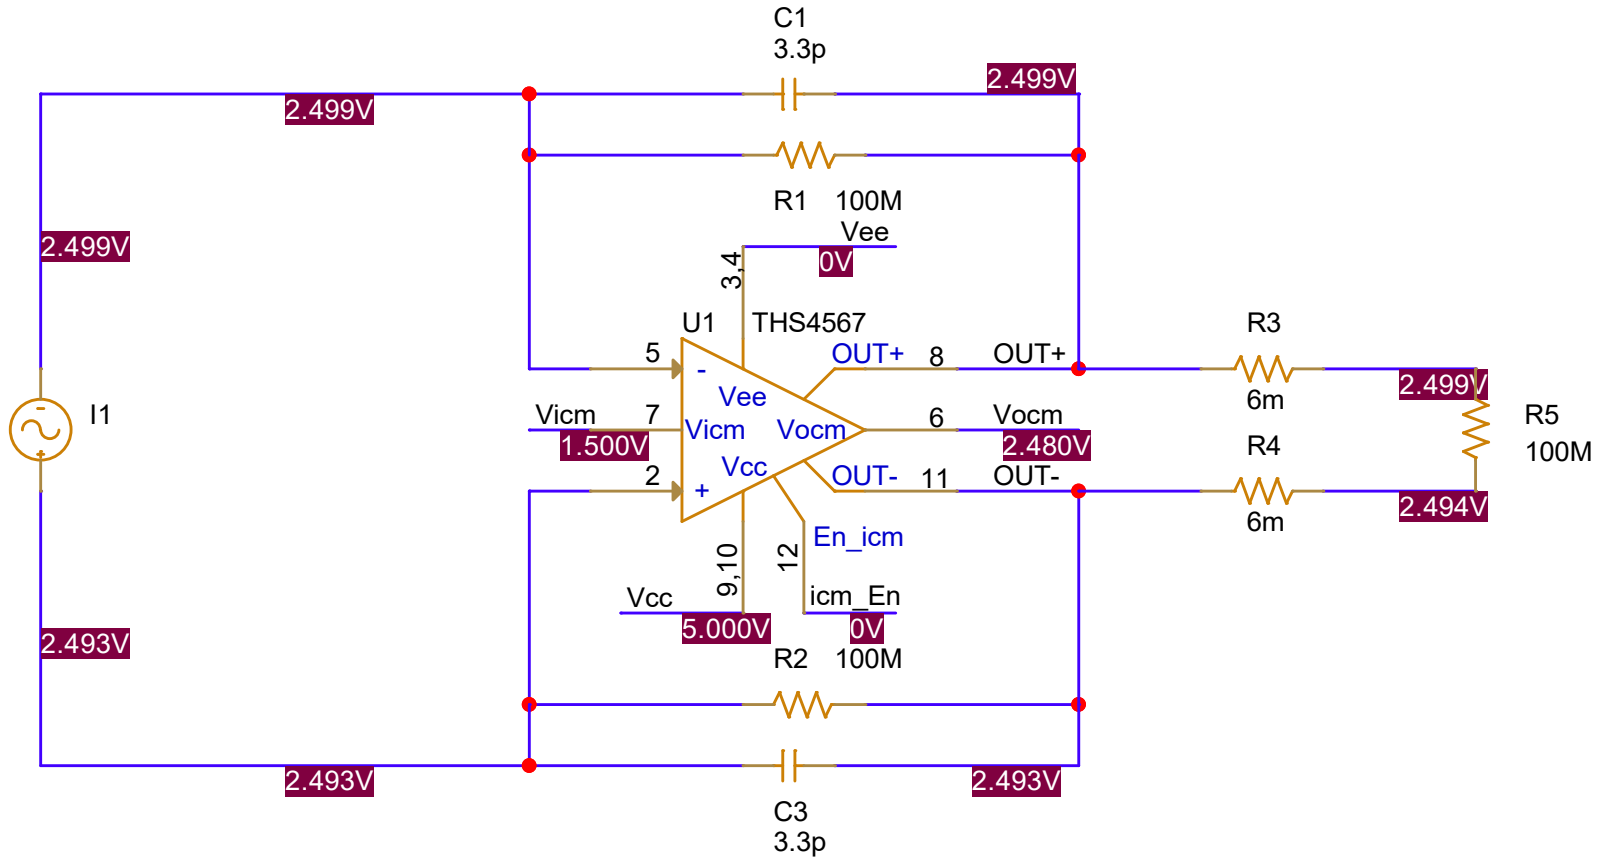 C1
3.3p
2.499V
2.499V
R1 100M
Vee
2.499V
0V
3,4
U1 THS4567
R3
5
-
OUT+
8
OUT+
Vee
2.499V
6m
-
I1
Vicm
7
Vicm
Vocm
6
Vocm
R5
1.500V
2.480V
R4
100M
+
Vcc
2
+
OUT-
11
OUT-
2.494V
6m
En_icm
9,10
12
Vcc
icm_En
5.000V
0V
2.493V
R2 100M
2.493V
2.493V
C3
3.3p